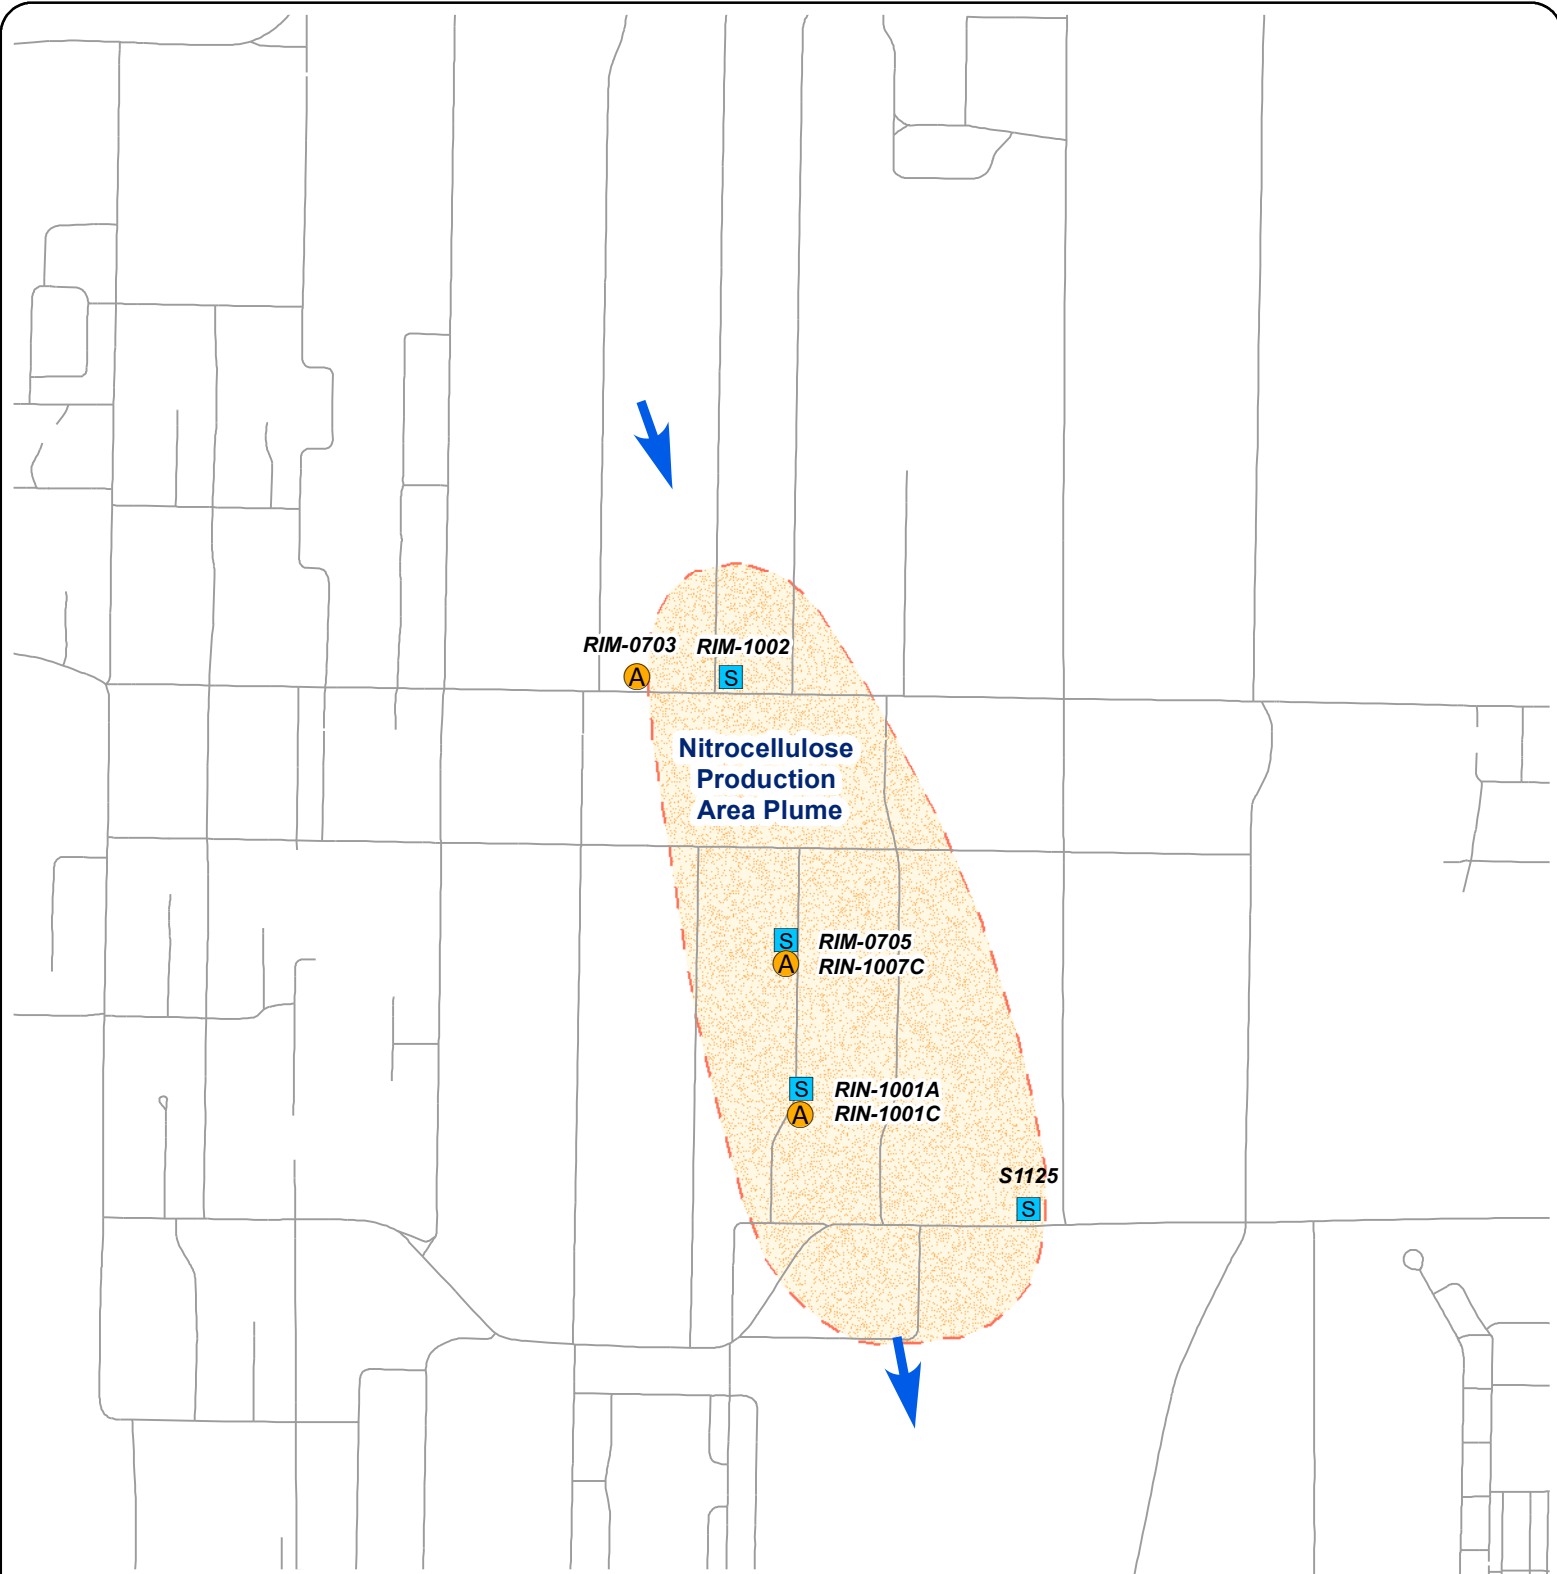 RIM-0703 RIM-1002
A S
Nitrocellulose
Production
Area Plume
S RIM-0705
A RIN-1007C
S RIN-1001A
A RIN-1001C
S1125
S